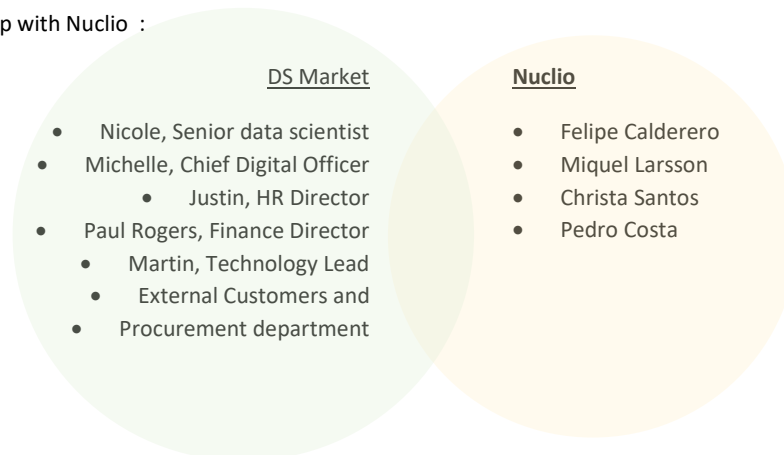 p with Nuclio :
DS Market
• Nicole, Senior data scientist
• Michelle, Chief Digital Officer
• Justin, HR Director
• Paul Rogers, Finance Director
• Martin, Technology Lead
• External Customers and
• Procurement department
Nuclio
• Felipe Calderero
• Miquel Larsson
• Christa Santos
• Pedro Costa